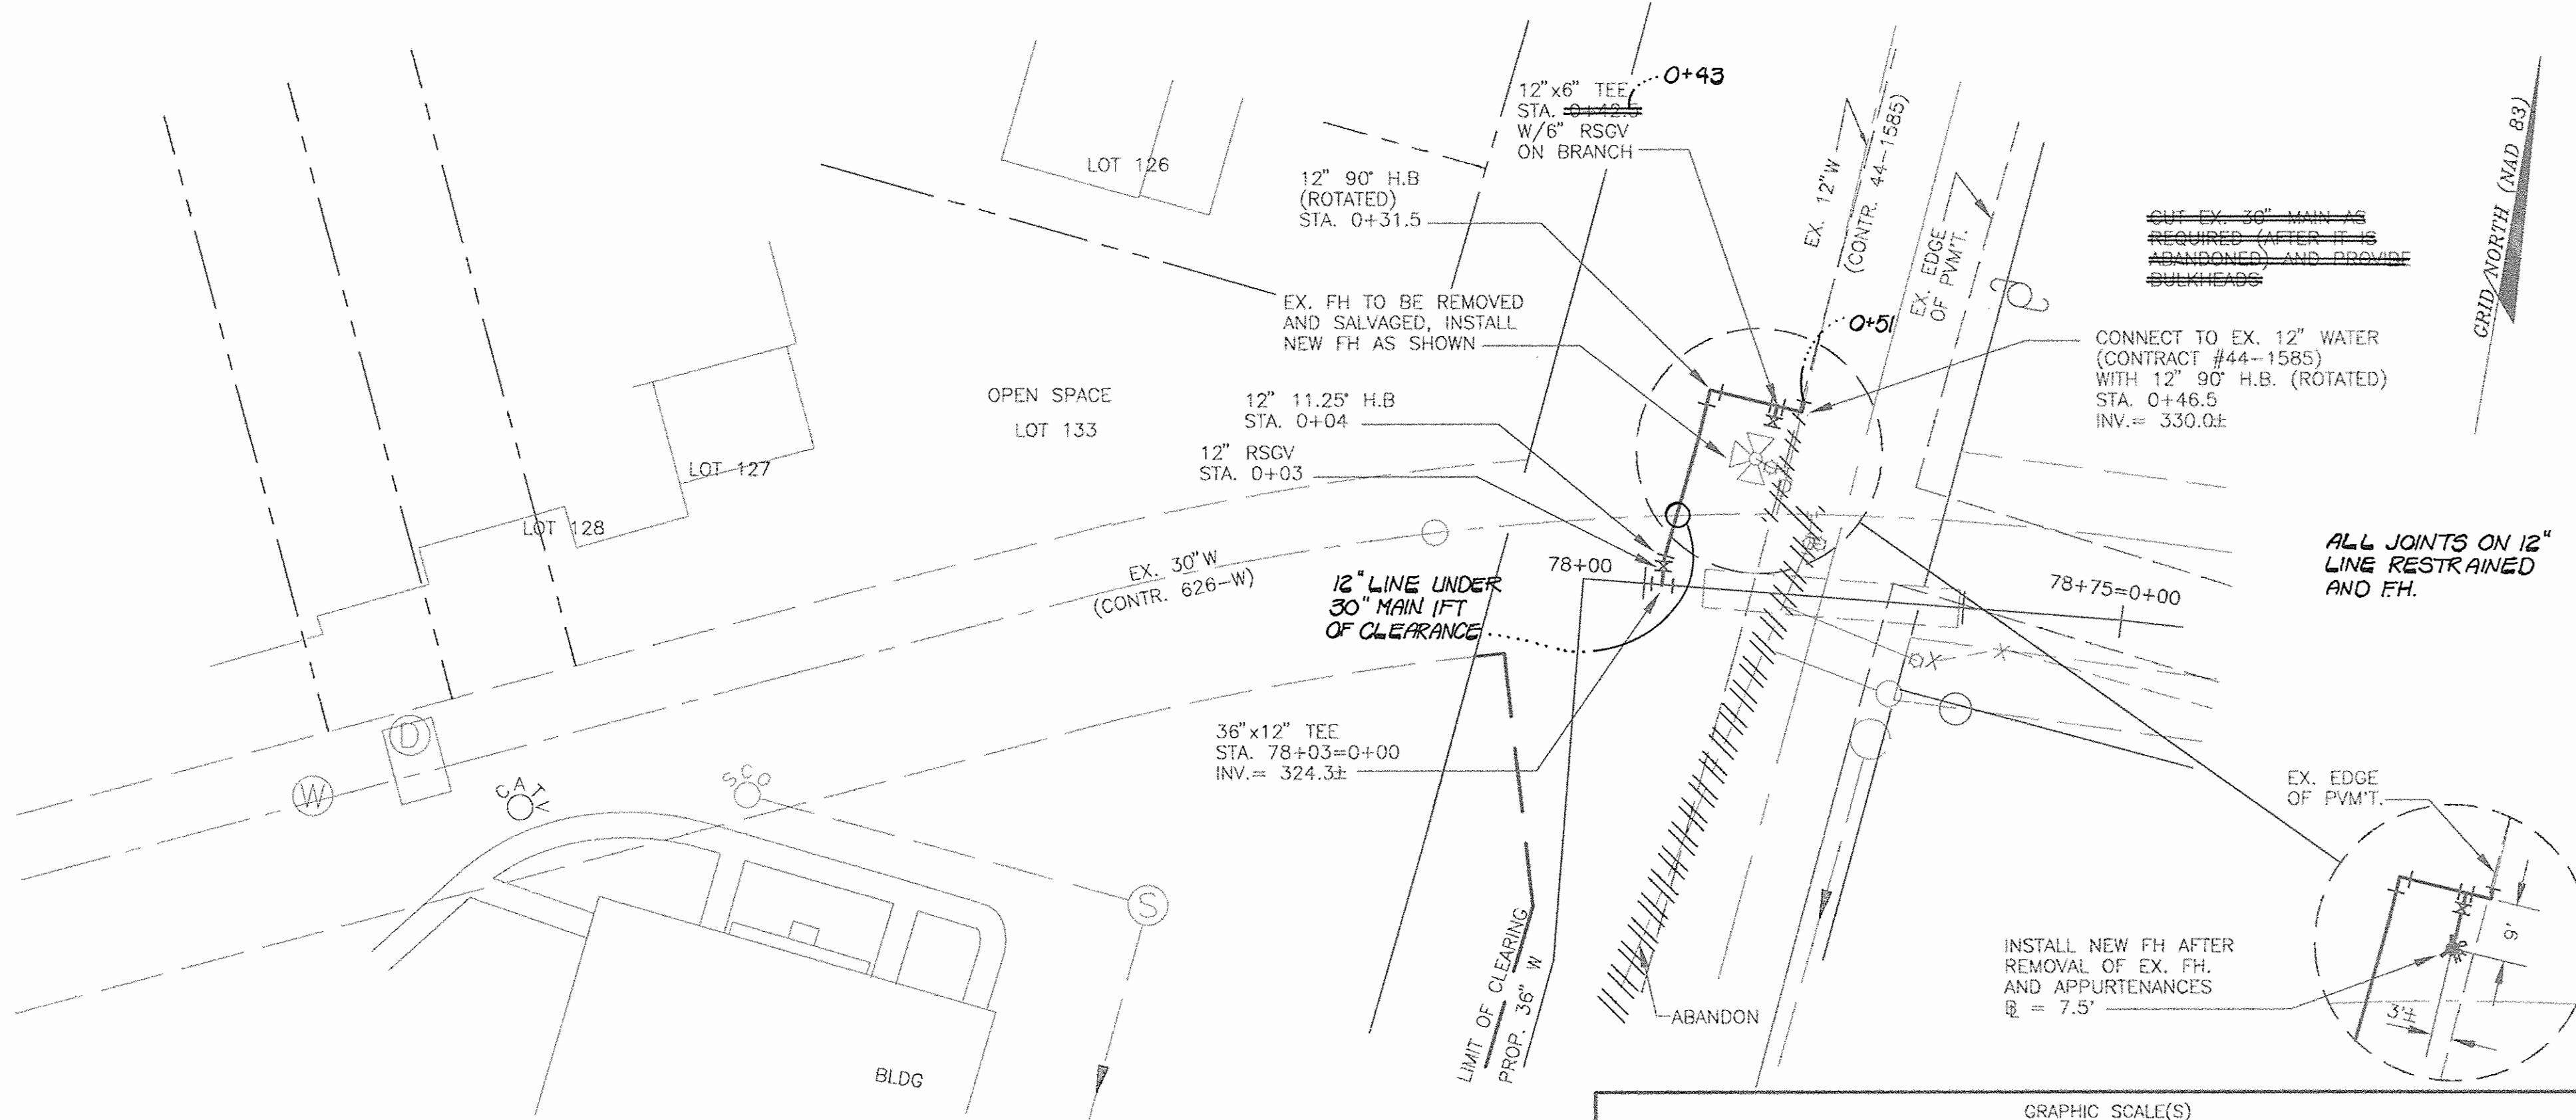 12"x6" TEE
STA. 0+42.5
W/6" RSGV
ON BRANCH
0+43
12" 90° H.B
(ROTATED)
STA. 0+31.5
EX. 12"W
(CONTR. 44-1585)
EX. EDGE
OF PVM'T.
CUT EX. 30" MAIN AS
REQUIRED (AFTER IT IS
ABANDONED) AND PROVIDE
BULKHEADS
GRID/NORTH (NAD 83)
LOT 126
EX. FH TO BE REMOVED
AND SALVAGED, INSTALL
NEW FH AS SHOWN
0+51
CONNECT TO EX. 12" WATER
(CONTRACT #44-1585)
WITH 12" 90° H.B. (ROTATED)
STA. 0+46.5
INV.= 330.0±
OPEN SPACE
LOT 133
12" 11.25° H.B
STA. 0+04
12" RSGV
STA. 0+03
LOT 127
LOT 128
EX. 30"W
(CONTR. 626-W)
12" LINE UNDER
30" MAIN 1FT
OF CLEARANCE
78+00
78+75=0+00
ALL JOINTS ON 12"
LINE RESTRAINED
AND F.H.
36"x12" TEE
STA. 78+03=0+00
INV.= 324.3±
D
W
CATV
SCO
S
X
X
EX. EDGE
OF PVM'T.
LIMIT OF CLEARING
PROP. 36" W
ABANDON
INSTALL NEW FH AFTER
REMOVAL OF EX. FH.
AND APPURTENANCES
℄ = 7.5'
9'
3'±
BLDG
GRAPHIC SCALE(S)